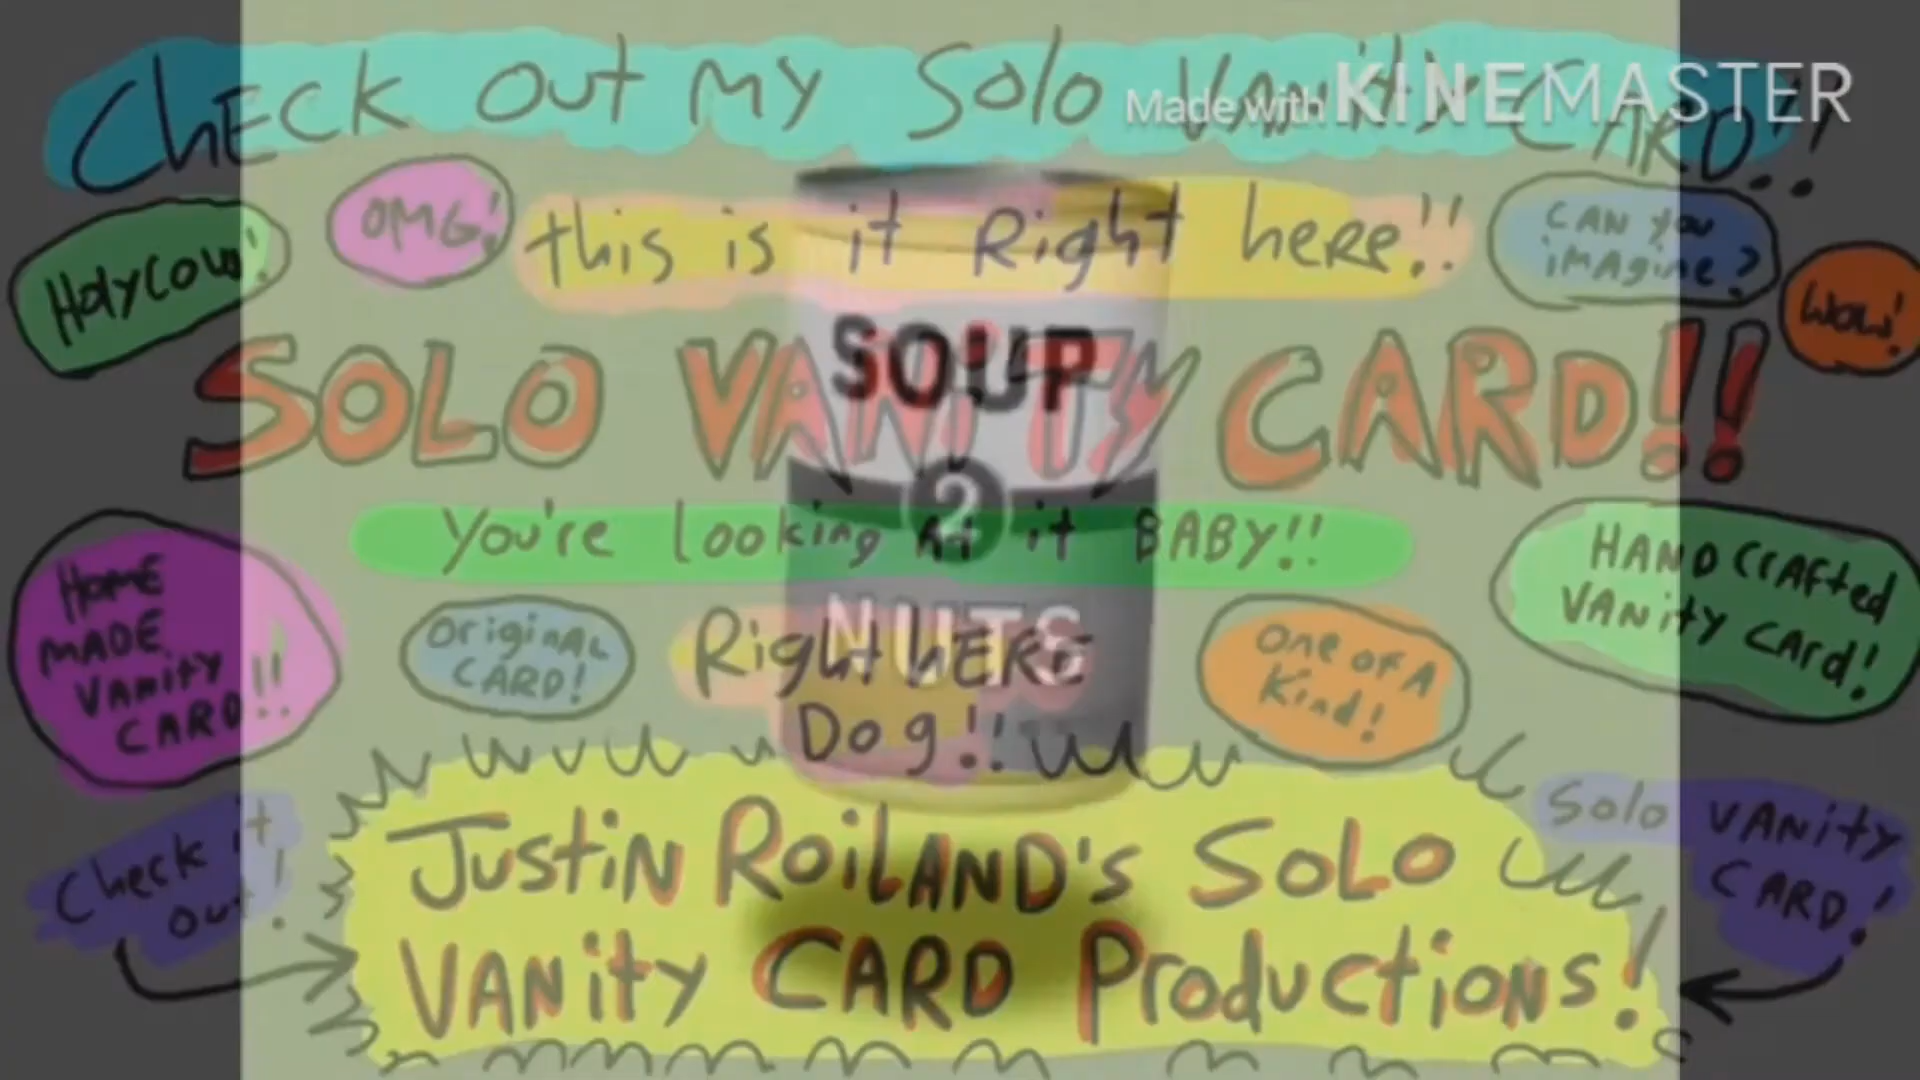 CHECK OUT MY SOLO VANITY CARD!!
Made with KINEMASTER
HOLY COW!
OMG!
this is it Right here!!
CAN YOU
iMAgine?
WOW!
SOLO VANiTY CARD!!
SOUP
2
NUTS
You're looking At it BABY!!
HOME
MADE
VANITY
CARD!!
ORiginAL
CARD!
Right hERE
Dog!!
One oF A
Kind!
HAND CrAFted
VANity CArd!
Check it
out!
Solo VANity
CARD!
JustiN RoiLAND's SoLo
VANity CARD Productions!